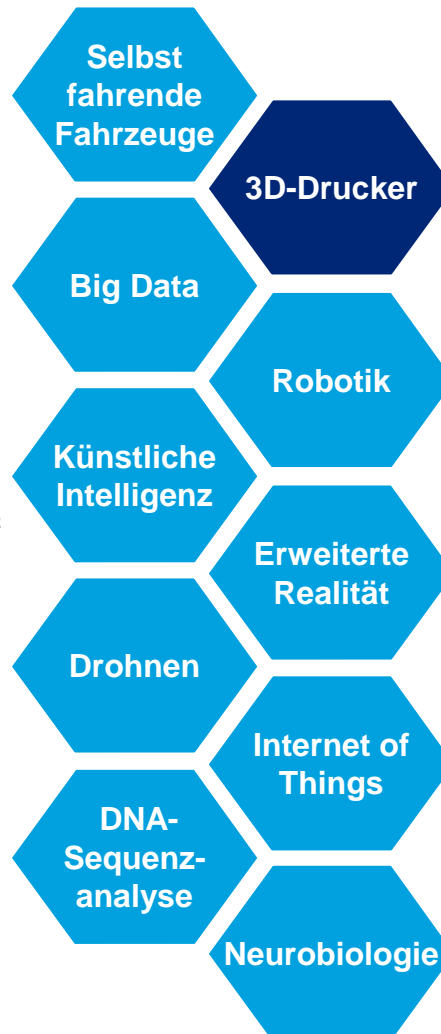 Selbst
fahrende
Fahrzeuge
3D-Drucker
Big Data
Robotik
Künstliche
Intelligenz
Erweiterte
Realität
Drohnen
Internet of
Things
DNA-
Sequenz-
analyse
Neurobiologie